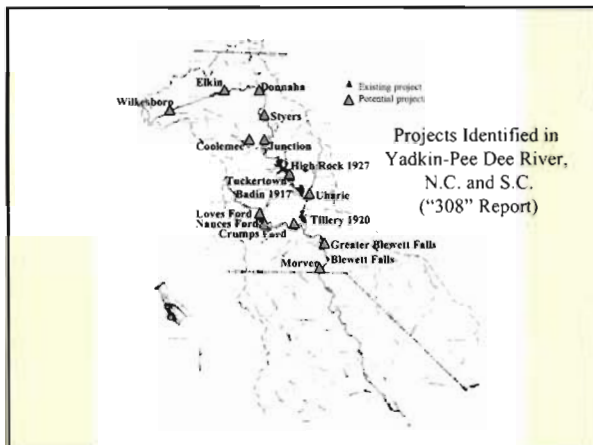 Elkin
Donnaha
Wilkesboro
Styers
Coolemee
Junction
High Rock 1927
Tuckertown
Badin 1917
Uharie
Loves Ford
Nances Ford
Crumps Ford
Tillery 1920
Greater Blewett Falls
Blewett Falls
Morven
Existing project
Potential project
Projects Identified in
Yadkin-Pee Dee River,
N.C. and S.C.
("308" Report)